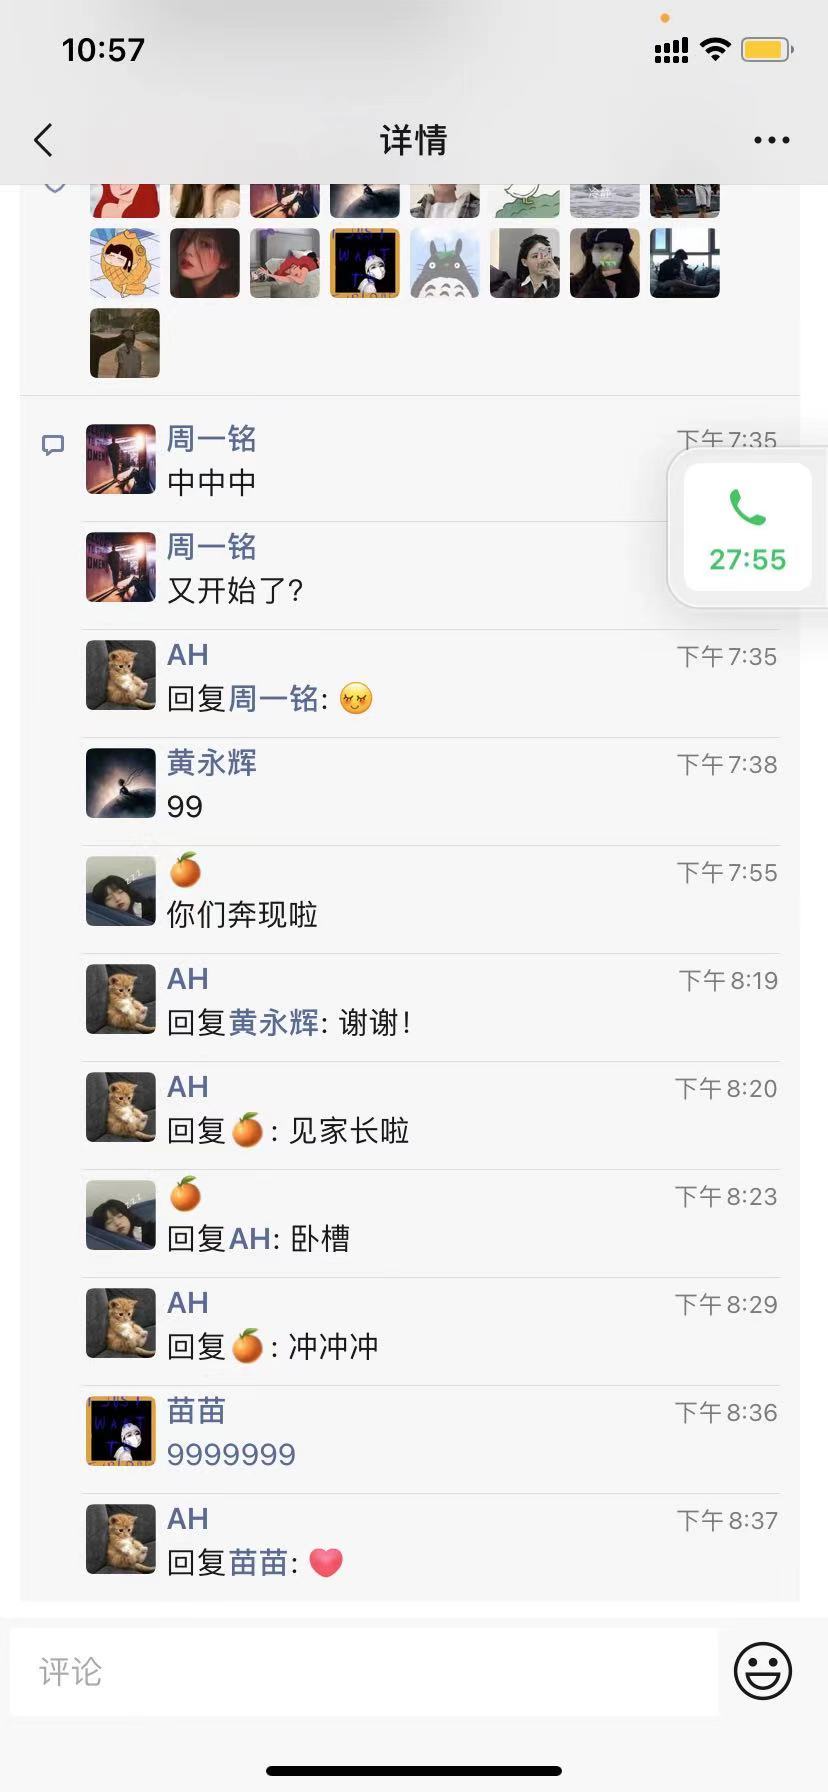 10:57
详情
周一铭
下午7:35
中中中
27:55
周一铭
又开始了?
AH
下午7:35
回复周一铭:
黄永辉
下午7:38
99
下午7:55
你们奔现啦
AH
下午8:19
回复黄永辉: 谢谢!
AH
下午8:20
回复🍊: 见家长啦
🍊
下午8:23
回复AH: 卧槽
AH
下午8:29
回复🍊: 冲冲冲
苗苗
下午8:36
9999999
AH
下午8:37
回复苗苗:
评论